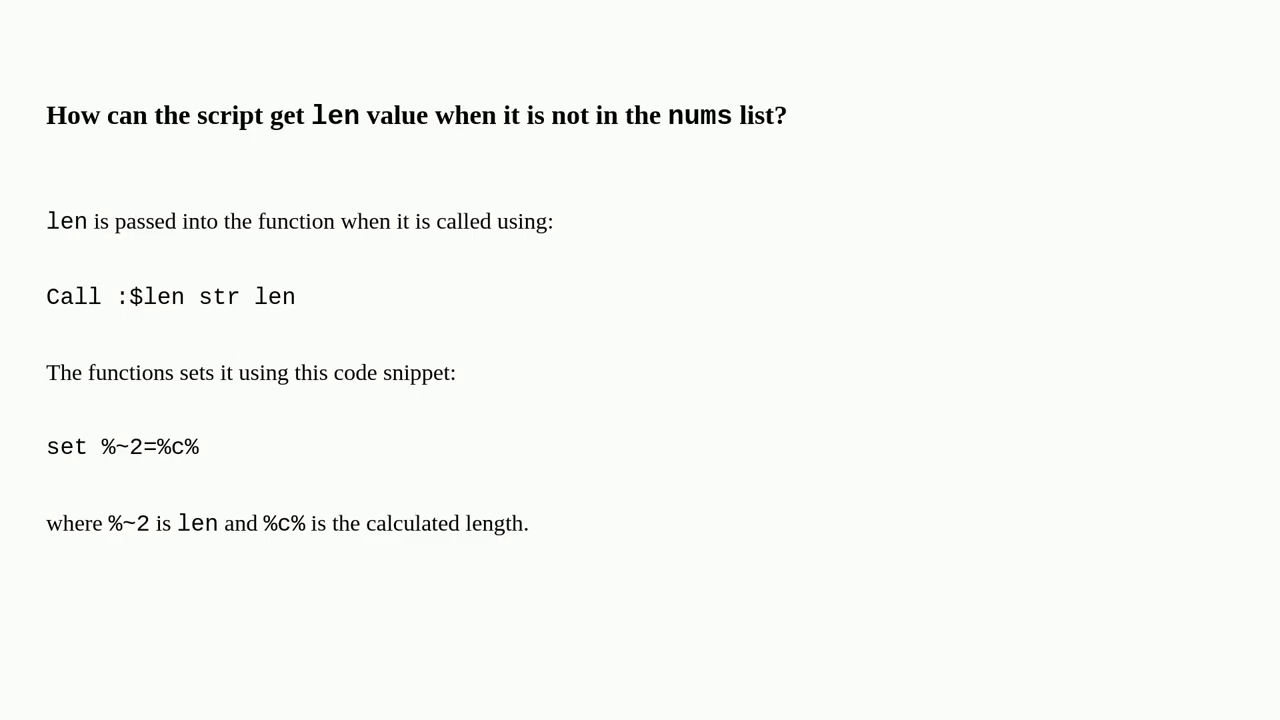 How can the script get len value when it is not in the nums list?
len is passed into the function when it is called using:
Call :$len str len
The functions sets it using this code snippet:
set %~2=%c%
where %~2 is len and %c% is the calculated length.